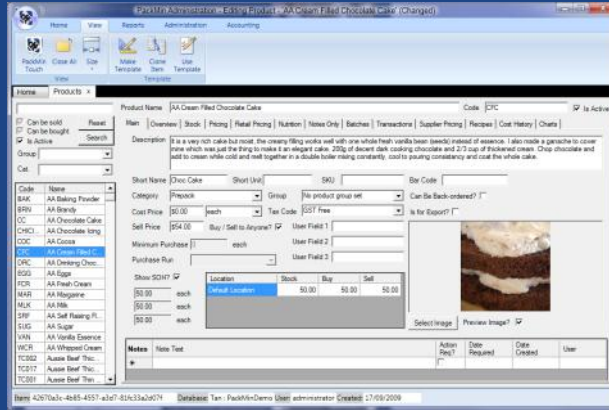 PackMin Administration - Editing Product - 'AA Cream Filled Chocolate Cake' (Changed)
Home View Reports Administration Accounting
PackMin Touch Close All Size Make Template Clone Item Use Template
View Template
Home Products x
Product Name AA Cream Filled Chocolate Cake Code CFC Is Active
Can be sold Reset
Can be bought
Is Active Search
Group
Cat.
Main Overview Stock Pricing Retail Pricing Nutrition Notes Only Batches Transactions Supplier Pricing Recipes Cost History Charts
Description It is a very rich cake but moist, the creamy filling works well with one whole fresh vanilla bean (seeds) instead of essence. I also made a ganache to cover
mine which was just the thing to make it an elegant cake. 200g of decent dark cooking chocolate and 2/3 cup of thickened cream. Chop chocolate and
add to cream while cold and melt together in a double boiler mixing constantly, cool to pouring consistency and coat the whole cake.
Short Name Choc Cake Short Unit SKU Bar Code
Category Prepack Group No product group set Can Be Back-ordered?
Cost Price $0.00 each Tax Code GST Free Is for Export?
Sell Price $54.00 Buy / Sell to Anyone? User Field 1
Minimum Purchase each User Field 2
Purchase Run User Field 3
Show SOH?
Location Stock Buy Sell
Default Location 50.00 50.00 50.00
50.00 each
50.00 each
50.00 each
Select Image Preview Image?
Notes Note Text Action Req? Date Required Date Created User
Code Name
BAK AA Baking Powder
BRN AA Brandy
CC AA Chocolate Cake
CHICI... AA Chocolate Icing
COC AA Cocoa
CFC AA Cream Filled C...
DRC AA Drinking Choc...
EGG AA Eggs
FCR AA Fresh Cream
MAR AA Margarine
MLK AA Milk
SRF AA Self Raising Fl...
SUG AA Sugar
VAN AA Vanilla Essence
WCR AA Whipped Cream
TC002 Aussie Beef Thic...
TC017 Aussie Beef Thic...
TC001 Aussie Beef Thin ...
Item: 42670a3c-4b85-4557-a3d7-81fc33a2d07f Database: Tan : PackMinDemo User: administrator Created: 17/09/2009